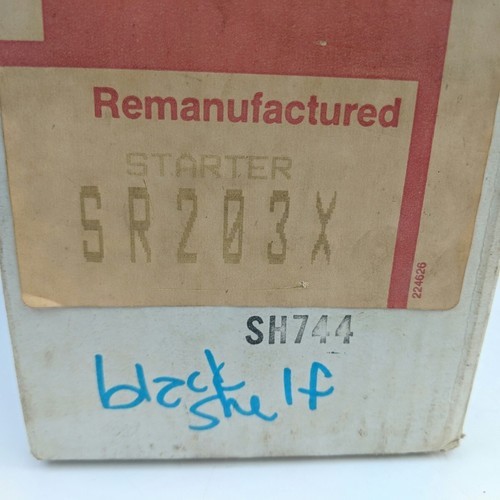 Remanufactured
STARTER
SR203X
224626
SH744
black
shelf